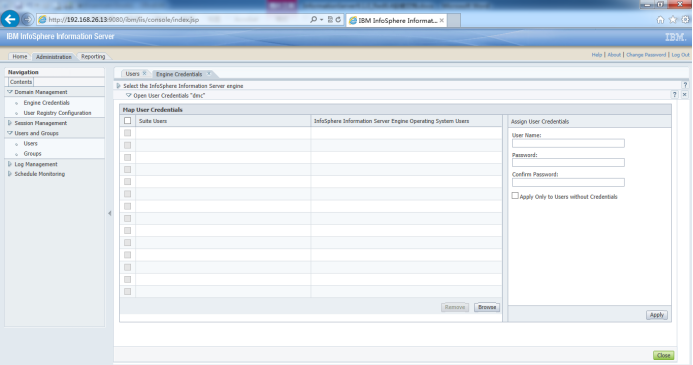 http://192.168.26.13:9080/ibm/iis/console/index.jsp
IBM InfoSphere Informat...
IBM InfoSphere Information Server
IBM.
Home Administration Reporting
Help | About | Change Password | Log Out
Navigation
Contents
Domain Management
Engine Credentials
User Registry Configuration
Session Management
Users and Groups
Users
Groups
Log Management
Schedule Monitoring
Users Engine Credentials
Select the InfoSphere Information Server engine
Open User Credentials "dmc"
Map User Credentials
Suite Users InfoSphere Information Server Engine Operating System Users
Remove Browse
Assign User Credentials
User Name:
Password:
Confirm Password:
Apply Only to Users without Credentials
Apply
Close